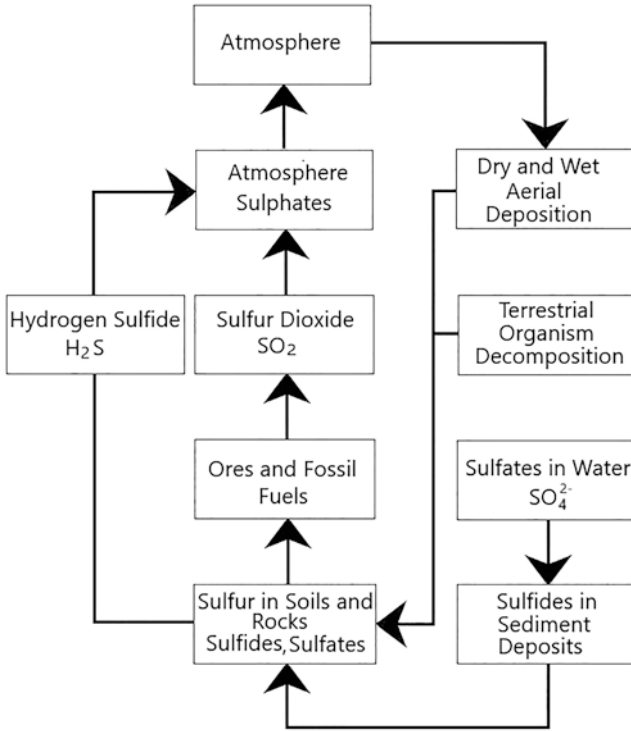 Atmosphere
Atmosphere
Sulphates
Dry and Wet
Aerial
Deposition
Hydrogen Sulfide
H₂S
Sulfur Dioxide
SO₂
Terrestrial
Organism
Decomposition
Ores and Fossil
Fuels
Sulfates in Water
SO₄²⁻
Sulfur in Soils and
Rocks
Sulfides, Sulfates
Sulfides in
Sediment
Deposits